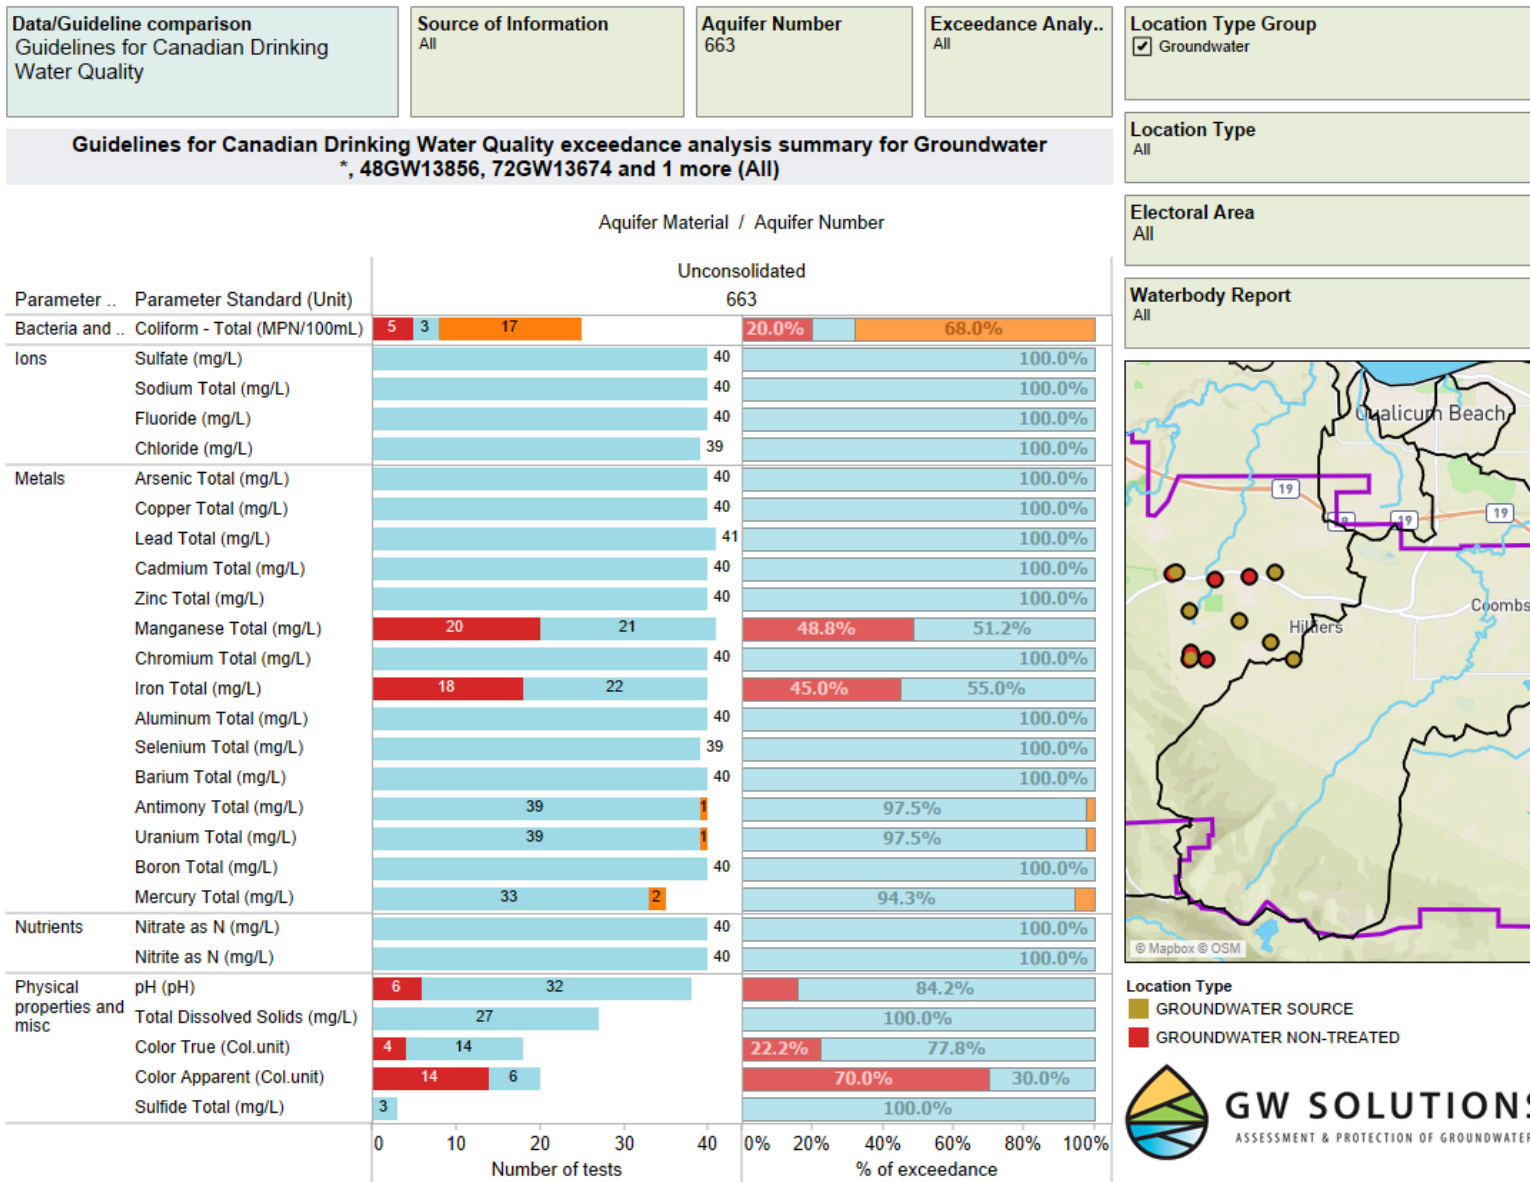 Data/Guideline comparison
Guidelines for Canadian Drinking
Water Quality
Source of Information
All
Aquifer Number
663
Exceedance Analy..
All
Location Type Group
Groundwater
Location Type
All
Electoral Area
All
Waterbody Report
All
Guidelines for Canadian Drinking Water Quality exceedance analysis summary for Groundwater
*, 48GW13856, 72GW13674 and 1 more (All)
Aquifer Material / Aquifer Number
Unconsolidated
Parameter .. Parameter Standard (Unit) 663
Bacteria and .. Coliform - Total (MPN/100mL) 5 3 17 20.0% 68.0%
Ions Sulfate (mg/L) 40 100.0%
Sodium Total (mg/L) 40 100.0%
Fluoride (mg/L) 40 100.0%
Chloride (mg/L) 39 100.0%
Metals Arsenic Total (mg/L) 40 100.0%
Copper Total (mg/L) 40 100.0%
Lead Total (mg/L) 41 100.0%
Cadmium Total (mg/L) 40 100.0%
Zinc Total (mg/L) 40 100.0%
Manganese Total (mg/L) 20 21 48.8% 51.2%
Chromium Total (mg/L) 40 100.0%
Iron Total (mg/L) 18 22 45.0% 55.0%
Aluminum Total (mg/L) 40 100.0%
Selenium Total (mg/L) 39 100.0%
Barium Total (mg/L) 40 100.0%
Antimony Total (mg/L) 39 1 97.5%
Uranium Total (mg/L) 39 1 97.5%
Boron Total (mg/L) 40 100.0%
Mercury Total (mg/L) 33 2 94.3%
Nutrients Nitrate as N (mg/L) 40 100.0%
Nitrite as N (mg/L) 40 100.0%
Physical properties and misc pH (pH) 6 32 84.2%
Total Dissolved Solids (mg/L) 27 100.0%
Color True (Col.unit) 4 14 22.2% 77.8%
Color Apparent (Col.unit) 14 6 70.0% 30.0%
Sulfide Total (mg/L) 3 100.0%
0 10 20 30 40 0% 20% 40% 60% 80% 100%
Number of tests % of exceedance
Qualicum Beach
19
19
19
Coombs
Hilliers
© Mapbox © OSM
Location Type
GROUNDWATER SOURCE
GROUNDWATER NON-TREATED
GW SOLUTIONS
ASSESSMENT & PROTECTION OF GROUNDWATER